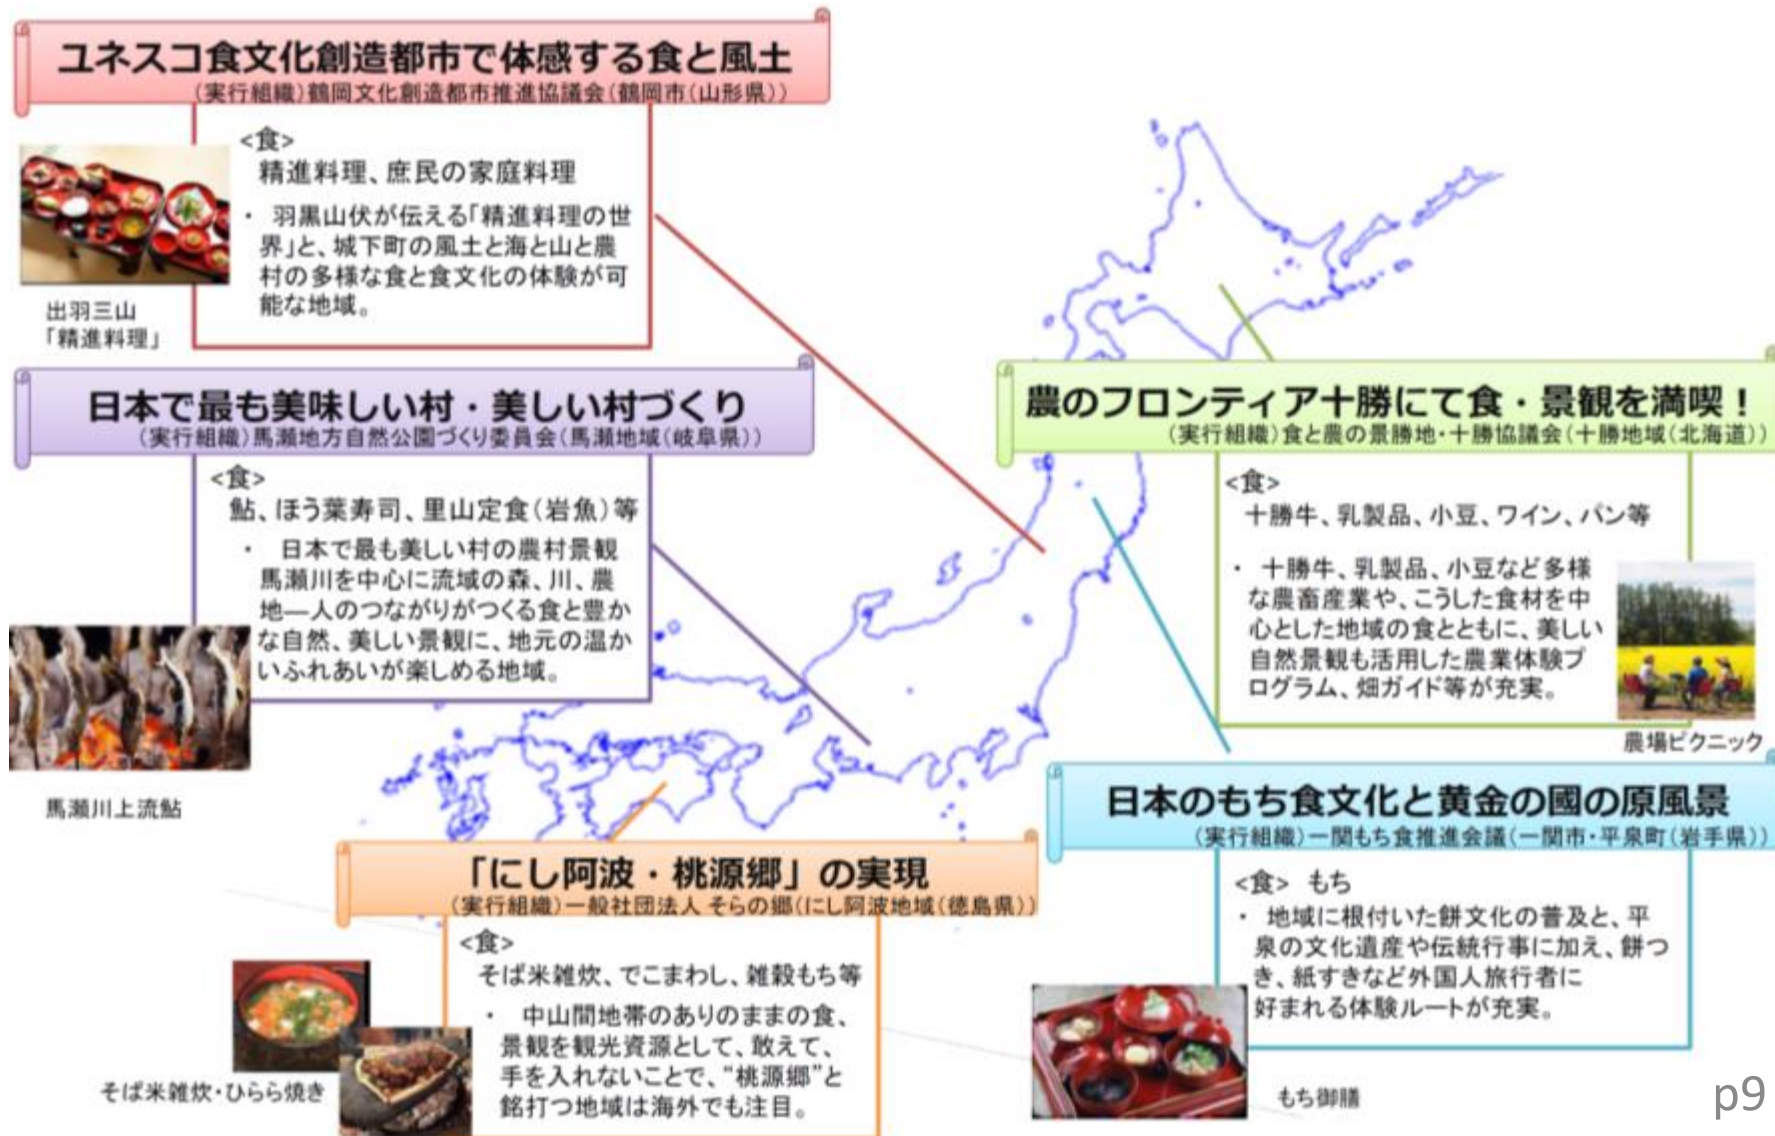 ユネスコ食文化創造都市で体感する食と風土
(実行組織)鶴岡文化創造都市推進協議会(鶴岡市(山形県))
<食>
精進料理、庶民の家庭料理
・ 羽黒山伏が伝える「精進料理の世
界」と、城下町の風土と海と山と農
村の多様な食と食文化の体験が可
能な地域。
出羽三山
「精進料理」
日本で最も美味しい村・美しい村づくり
(実行組織)馬瀬地方自然公園づくり委員会(馬瀬地域(岐阜県))
<食>
鮎、ほう葉寿司、里山定食(岩魚)等
・ 日本で最も美しい村の農村景観
馬瀬川を中心に流域の森、川、農
地―人のつながりがつくる食と豊か
な自然、美しい景観に、地元の温か
いふれあいが楽しめる地域。
馬瀬川上流鮎
農のフロンティア十勝にて食・景観を満喫！
(実行組織)食と農の景勝地・十勝協議会(十勝地域(北海道))
<食>
十勝牛、乳製品、小豆、ワイン、パン等
・ 十勝牛、乳製品、小豆など多様
な農畜産業や、こうした食材を中
心とした地域の食とともに、美しい
自然景観も活用した農業体験プ
ログラム、畑ガイド等が充実。
農場ピクニック
「にし阿波・桃源郷」の実現
(実行組織)一般社団法人 そらの郷(にし阿波地域(徳島県))
<食>
そば米雑炊、でこまわし、雑穀もち等
・ 中山間地帯のありのままの食、
景観を観光資源として、敢えて、
手を入れないことで、“桃源郷”と
銘打つ地域は海外でも注目。
そば米雑炊・ひらら焼き
日本のもち食文化と黄金の國の原風景
(実行組織)一関もち食推進会議(一関市・平泉町(岩手県))
<食> もち
・ 地域に根付いた餅文化の普及と、平
泉の文化遺産や伝統行事に加え、餅つ
き、紙すきなど外国人旅行者に
好まれる体験ルートが充実。
もち御膳
p9